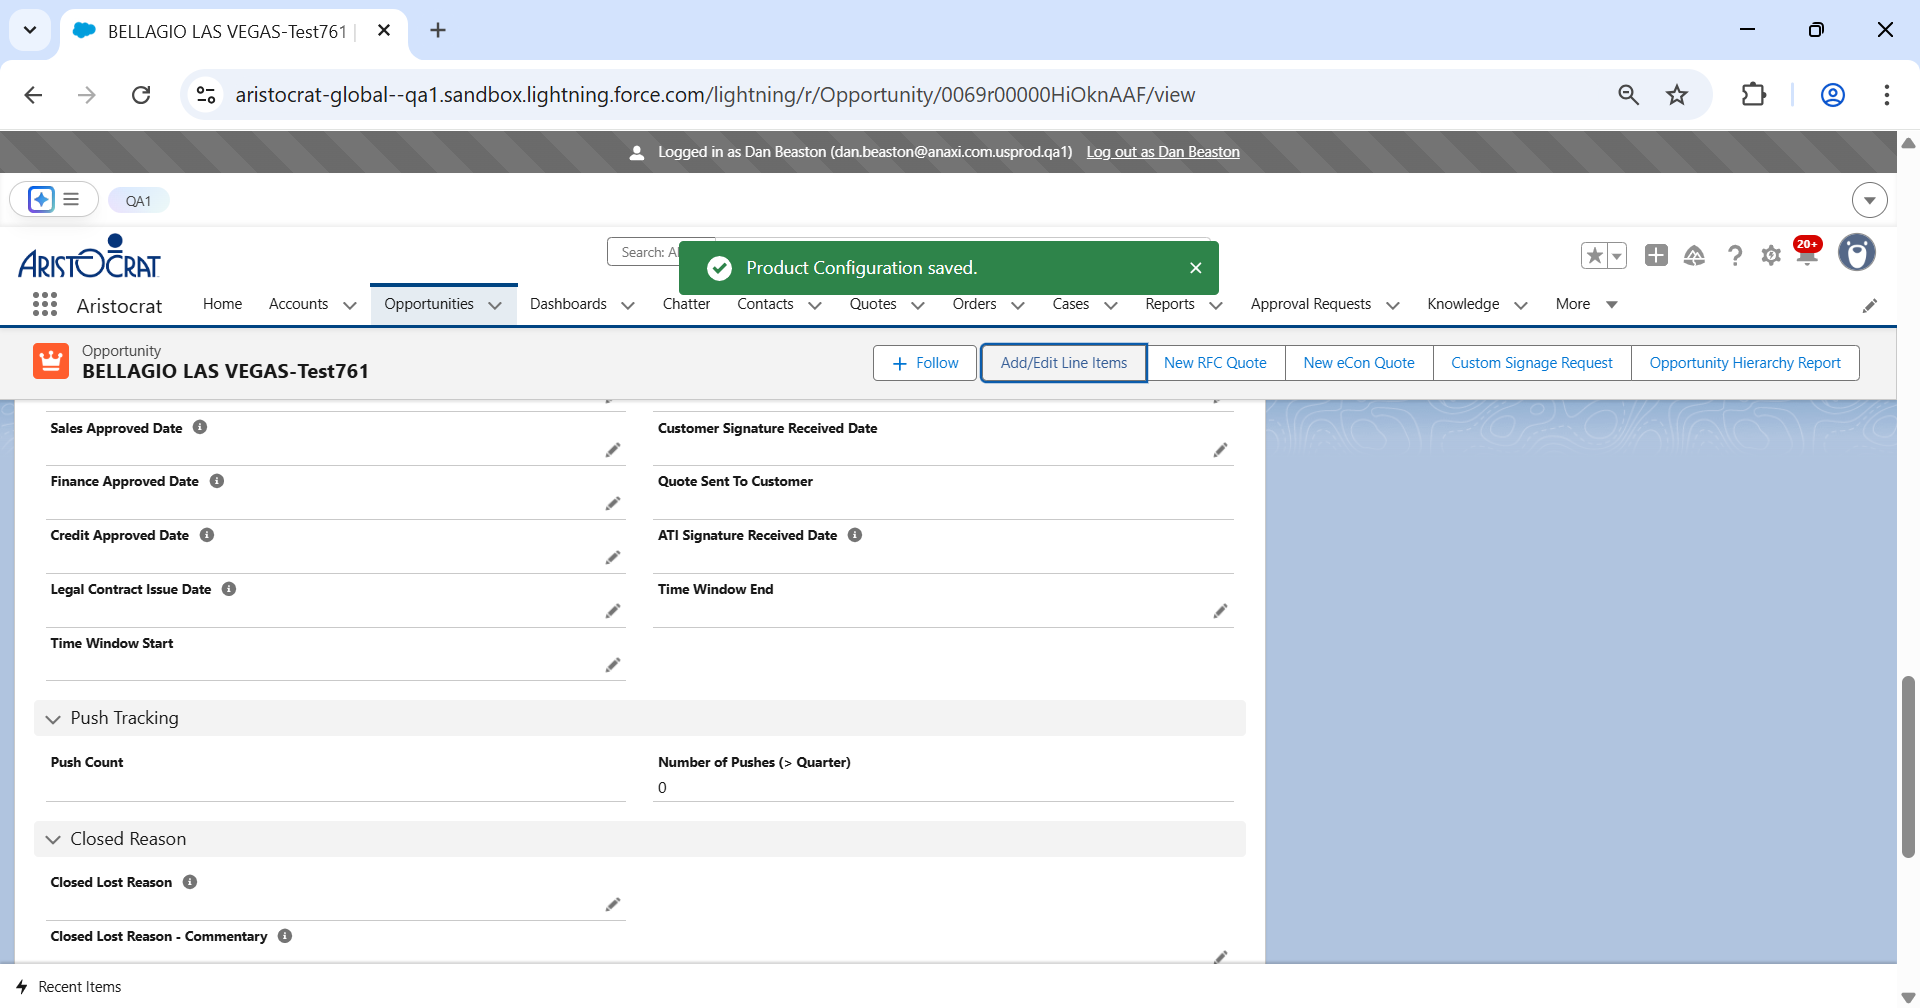 BELLAGIO LAS VEGAS-Test761
aristocrat-global--qa1.sandbox.lightning.force.com/lightning/r/Opportunity/0069r00000HiOknAAF/view
Logged in as Dan Beaston (dan.beaston@anaxi.com.usprod.qa1) Log out as Dan Beaston
QA1
ARISTOCRAT
Search: Al
Product Configuration saved.
20+
Aristocrat Home Accounts Opportunities Dashboards Chatter Contacts Quotes Orders Cases Reports Approval Requests Knowledge More
Opportunity
BELLAGIO LAS VEGAS-Test761
Follow Add/Edit Line Items New RFC Quote New eCon Quote Custom Signage Request Opportunity Hierarchy Report
Sales Approved Date Customer Signature Received Date
Finance Approved Date Quote Sent To Customer
Credit Approved Date ATI Signature Received Date
Legal Contract Issue Date Time Window End
Time Window Start
Push Tracking
Push Count Number of Pushes (> Quarter)
0
Closed Reason
Closed Lost Reason
Closed Lost Reason - Commentary
Recent Items